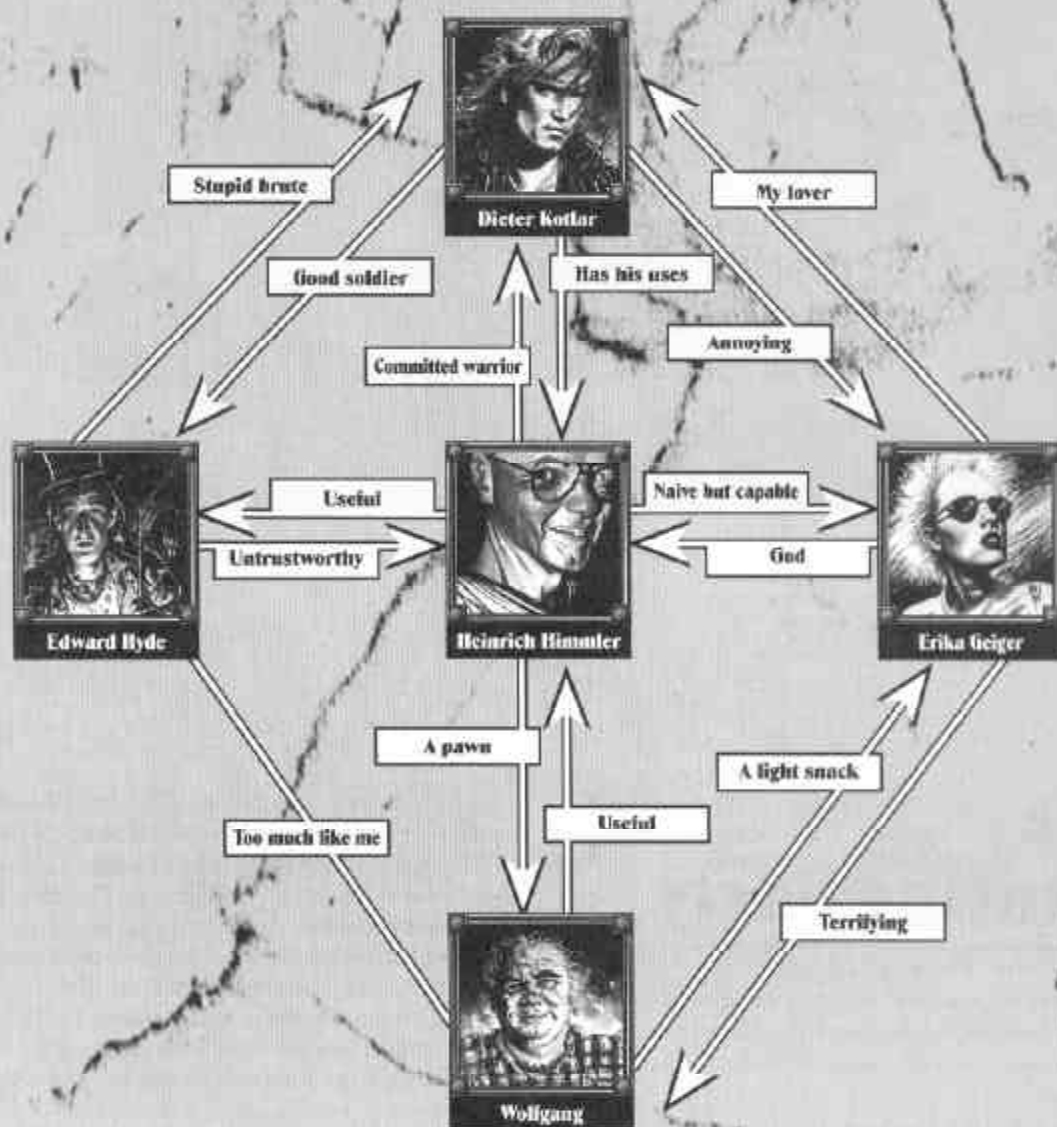 Stupid brute
My lover
Dieter Kotlar
Good soldier
Has his uses
Annoying
Committed warrior
Useful
Naive but capable
Untrustworthy
God
Edward Hyde
Heinrich Himmler
Erika Geiger
A pawn
A light snack
Useful
Too much like me
Terrifying
Wolfgang